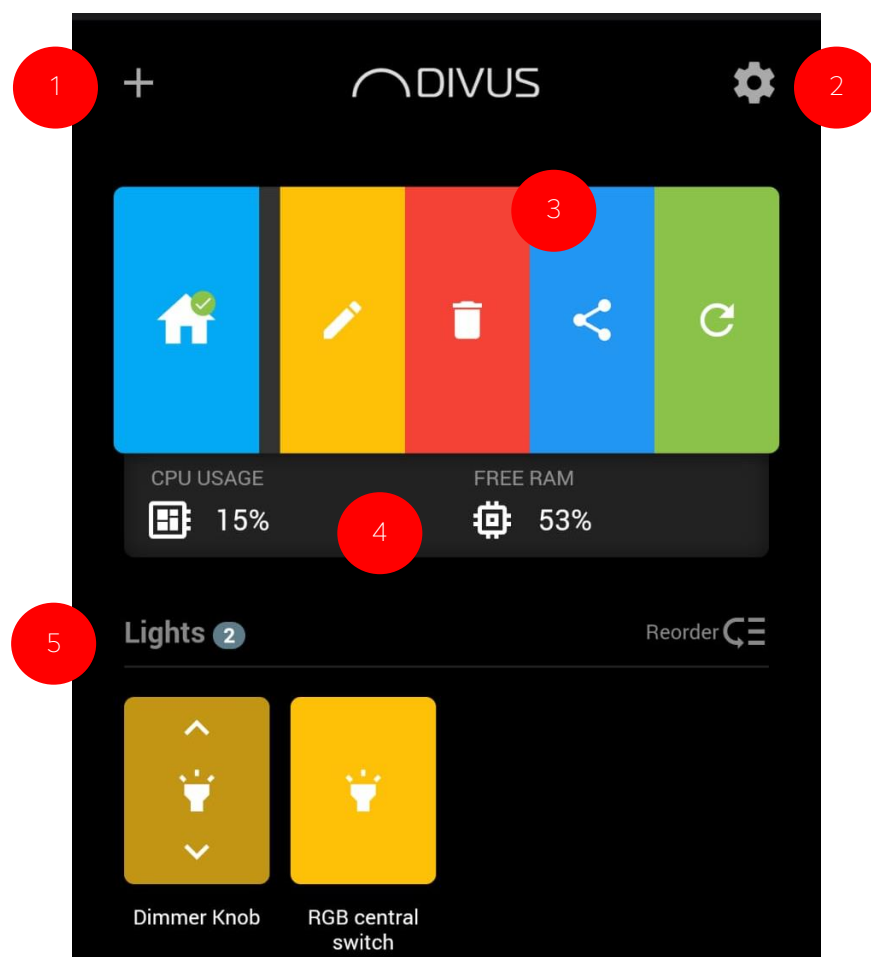 1
DIVUS
2
3
CPU USAGE
FREE RAM
15%
53%
4
5
Lights 2
Reorder
Dimmer Knob
RGB central
switch